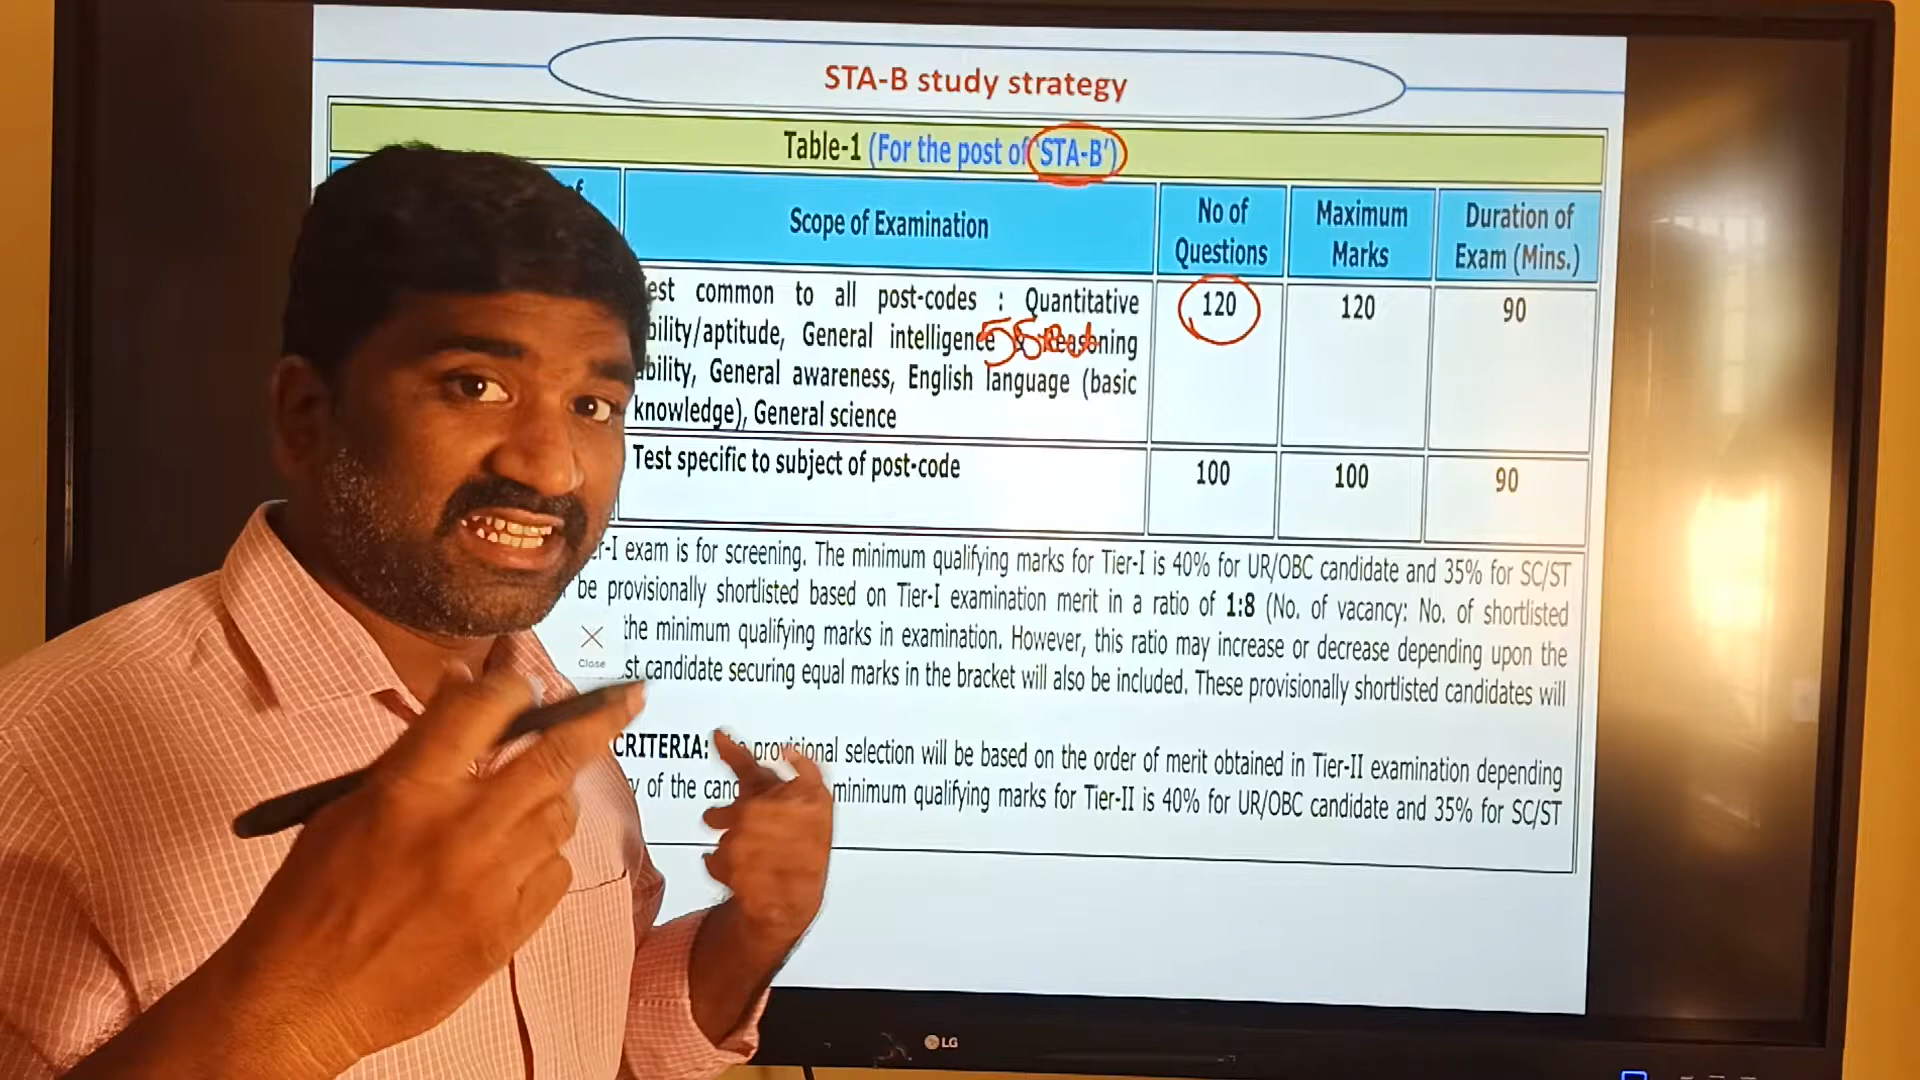 STA-B study strategy
Table-1 (For the post of 'STA-B')
Scope of Examination
No of
Questions
Maximum
Marks
Duration of
Exam (Mins.)
est common to all post-codes : Quantitative
bility/aptitude, General intelligence & Reasoning
ability, General awareness, English language (basic
knowledge), General science
120
120
90
Test specific to subject of post-code
100
100
90
er-I exam is for screening. The minimum qualifying marks for Tier-I is 40% for UR/OBC candidate and 35% for SC/ST
be provisionally shortlisted based on Tier-I examination merit in a ratio of 1:8 (No. of vacancy: No. of shortlisted
the minimum qualifying marks in examination. However, this ratio may increase or decrease depending upon the
st candidate securing equal marks in the bracket will also be included. These provisionally shortlisted candidates will
Close
CRITERIA: provisional selection will be based on the order of merit obtained in Tier-II examination depending
y of the minimum qualifying marks for Tier-II is 40% for UR/OBC candidate and 35% for SC/ST
LG